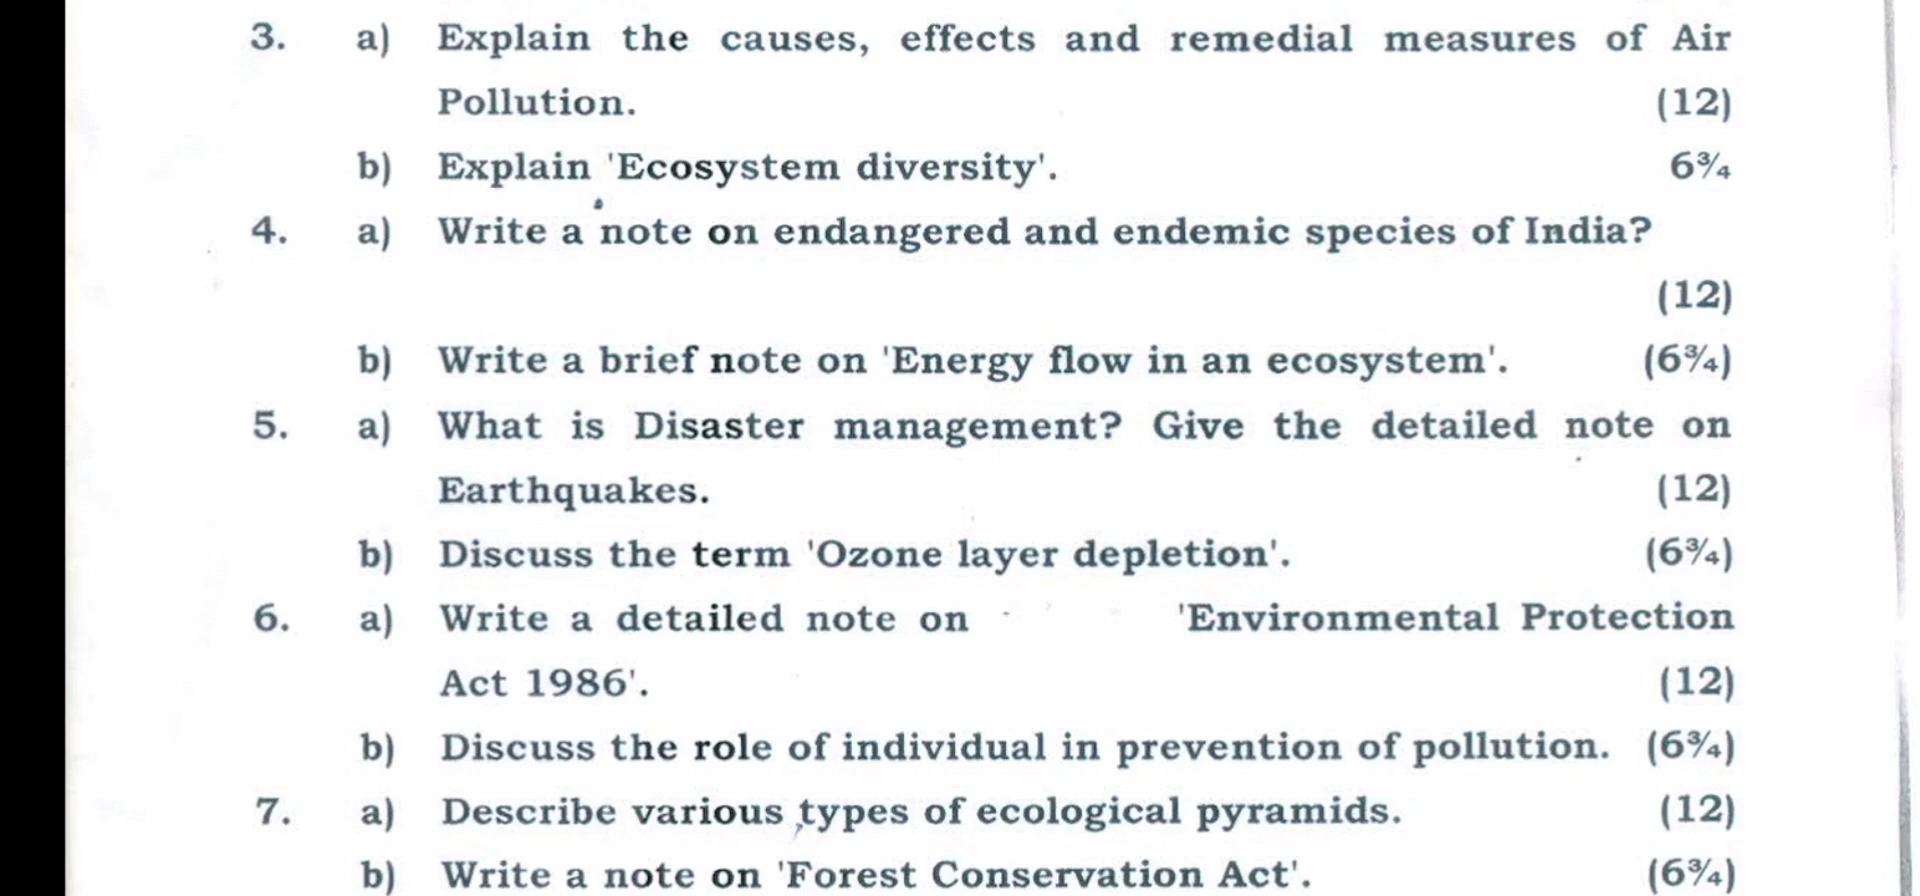 3. a) Explain the causes, effects and remedial measures of Air
Pollution. (12)
b) Explain 'Ecosystem diversity'. 6¾
4. a) Write a note on endangered and endemic species of India?
(12)
b) Write a brief note on 'Energy flow in an ecosystem'. (6¾)
5. a) What is Disaster management? Give the detailed note on
Earthquakes. (12)
b) Discuss the term 'Ozone layer depletion'. (6¾)
6. a) Write a detailed note on 'Environmental Protection
Act 1986'. (12)
b) Discuss the role of individual in prevention of pollution. (6¾)
7. a) Describe various types of ecological pyramids. (12)
b) Write a note on 'Forest Conservation Act'. (6¾)